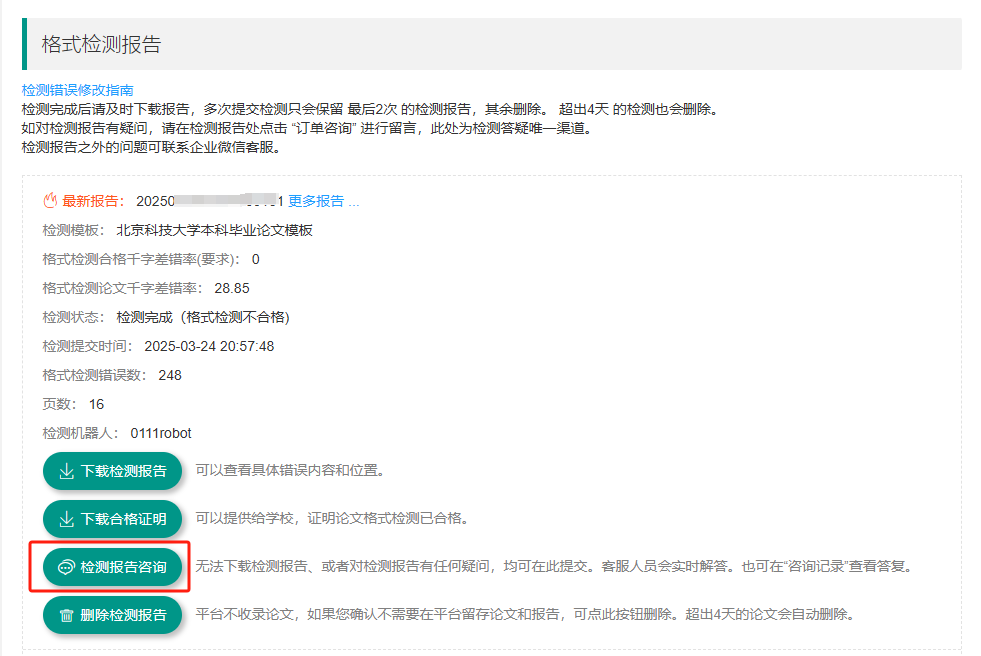 格式检测报告
检测错误修改指南
检测完成后请及时下载报告，多次提交检测只会保留 最后2次 的检测报告，其余删除。 超出4天 的检测也会删除。
如对检测报告有疑问，请在检测报告处点击 “订单咨询” 进行留言，此处为检测答疑唯一渠道。
检测报告之外的问题可联系企业微信客服。
最新报告： 20250 1 更多报告 ...
检测模板： 北京科技大学本科毕业论文模板
格式检测合格千字差错率(要求)： 0
格式检测论文千字差错率： 28.85
检测状态： 检测完成（格式检测不合格)
检测提交时间： 2025-03-24 20:57:48
格式检测错误数： 248
页数： 16
检测机器人： 0111robot
下载检测报告 可以查看具体错误内容和位置。
下载合格证明 可以提供给学校，证明论文格式检测已合格。
检测报告咨询 无法下载检测报告、或者对检测报告有任何疑问，均可在此提交。客服人员会实时解答。也可在“咨询记录”查看答复。
删除检测报告 平台不收录论文，如果您确认不需要在平台留存论文和报告，可点此按钮删除。超出4天的论文会自动删除。